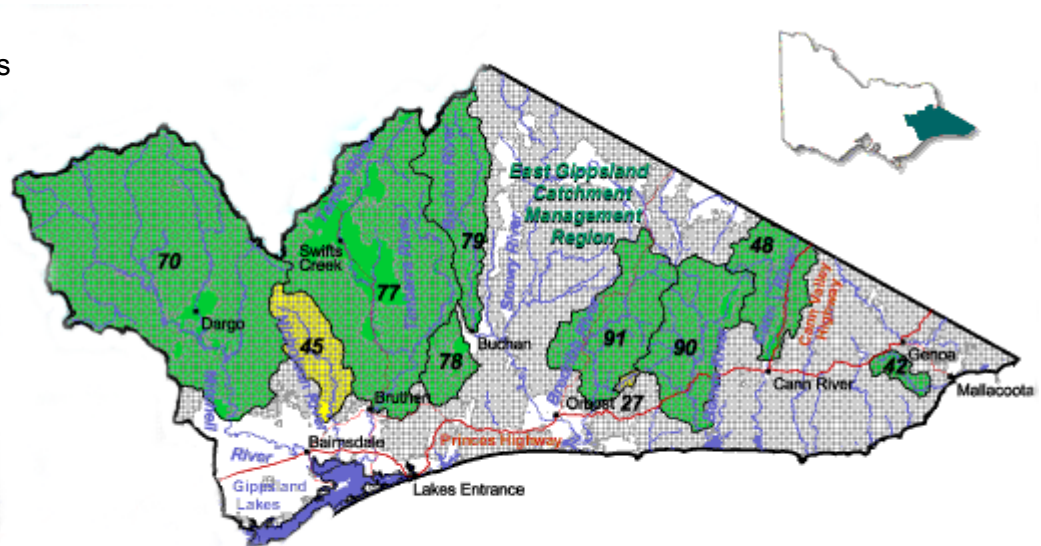 s
East Gippsland
Catchment
Management
Region
48
79
Buchan River
Snowy River
70
Swifts
Creek
77
Tambo River
Cann Valley
Highway
Dargo
45
Buchan
78
91
90
Genoa
42
Cann River
Mallacoota
27
Orbost
Bruthen
Bairnsdale
Princes Highway
River
Gippsland
Lakes
Lakes Entrance